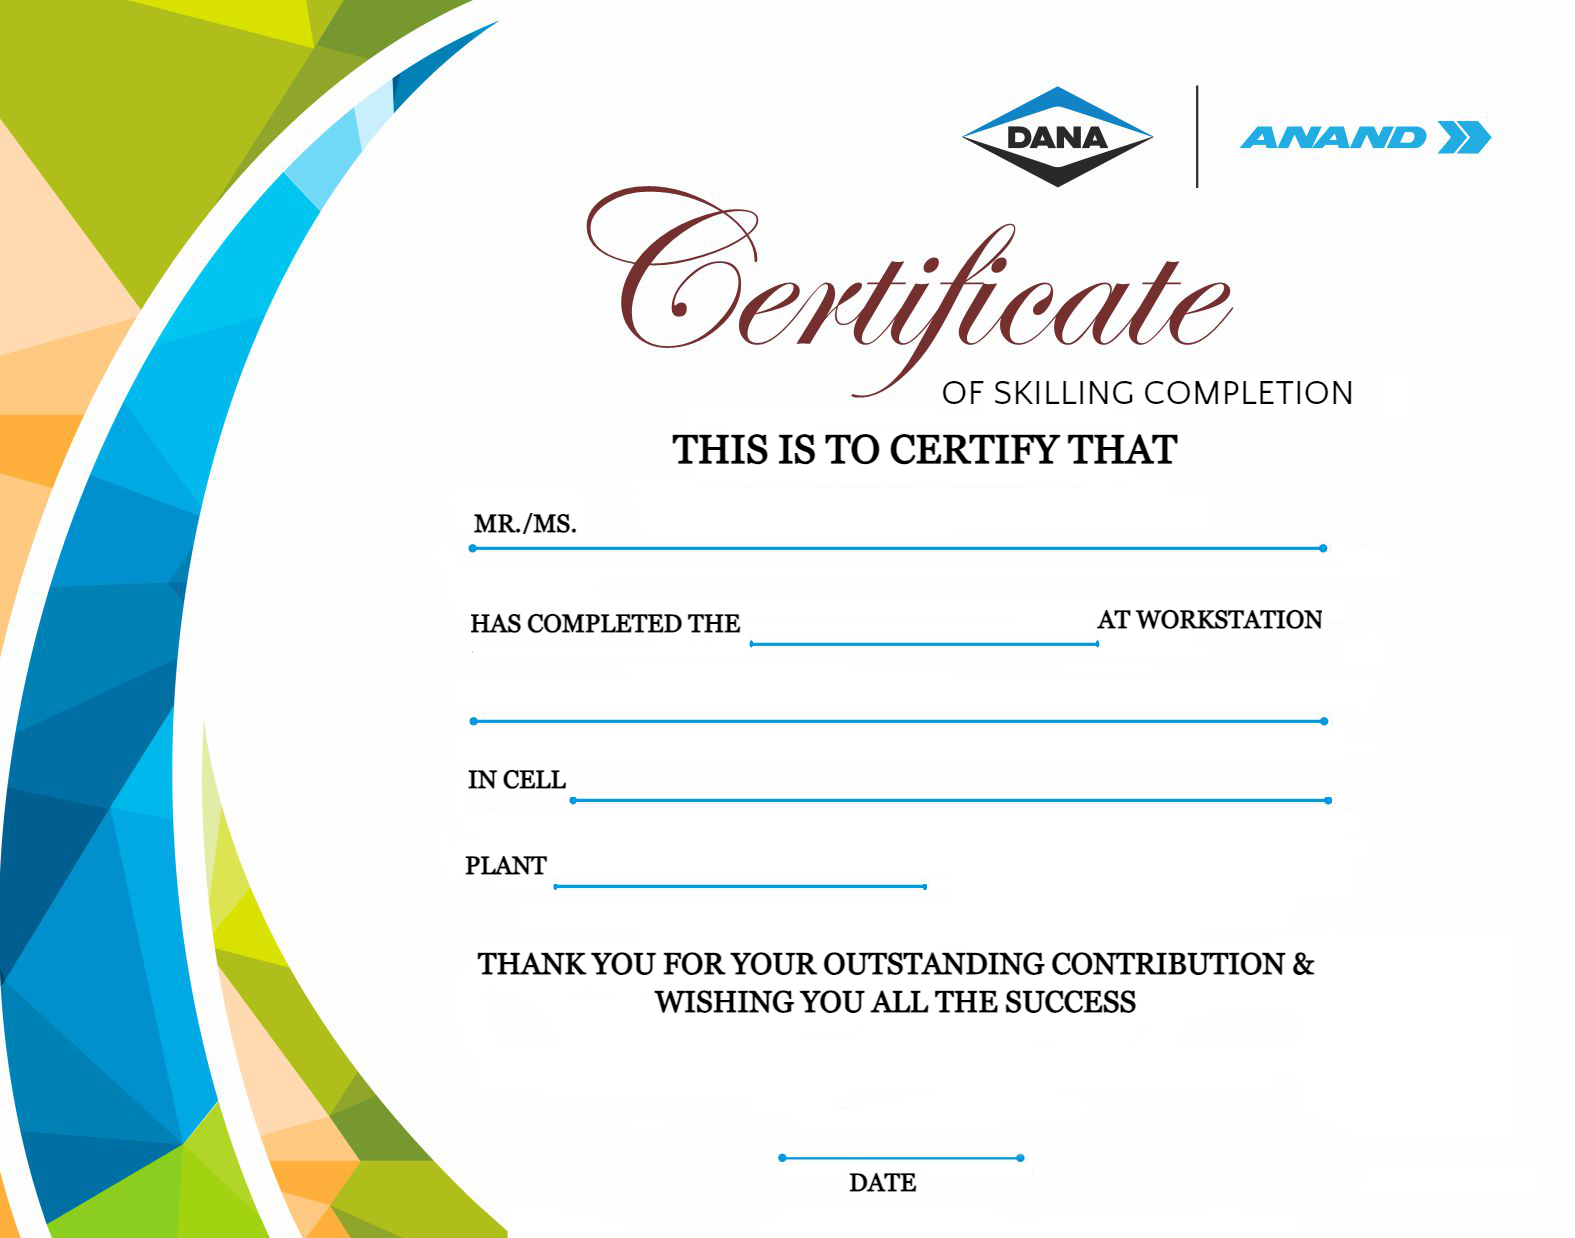 DANA
ANAND
Certificate
OF SKILLING COMPLETION
THIS IS TO CERTIFY THAT
MR./MS.
HAS COMPLETED THE AT WORKSTATION
IN CELL
PLANT
THANK YOU FOR YOUR OUTSTANDING CONTRIBUTION &
WISHING YOU ALL THE SUCCESS
DATE